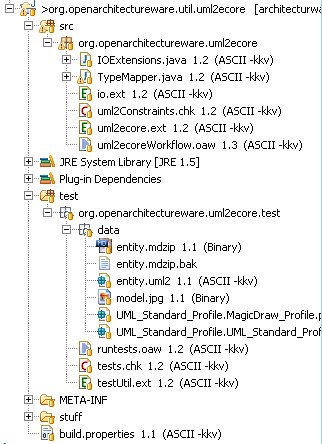 >org.openarchitectureware.util.uml2ecore [architecturwa
src
org.openarchitectureware.uml2ecore
IOExtensions.java 1.2 (ASCII -kkv)
TypeMapper.java 1.2 (ASCII -kkv)
io.ext 1.2 (ASCII -kkv)
uml2Constraints.chk 1.2 (ASCII -kkv)
uml2ecore.ext 1.2 (ASCII -kkv)
uml2ecoreWorkflow.oaw 1.3 (ASCII -kkv)
JRE System Library [JRE 1.5]
Plug-in Dependencies
test
org.openarchitectureware.uml2ecore.test
data
entity.mdzip 1.1 (Binary)
entity.mdzip.bak
entity.uml2 1.1 (ASCII -kkv)
model.jpg 1.1 (Binary)
UML_Standard_Profile.MagicDraw_Profile.p
UML_Standard_Profile.UML_Standard_Profi
runtests.oaw 1.2 (ASCII -kkv)
tests.chk 1.2 (ASCII -kkv)
testUtil.ext 1.2 (ASCII -kkv)
META-INF
stuff
build.properties 1.1 (ASCII -kkv)